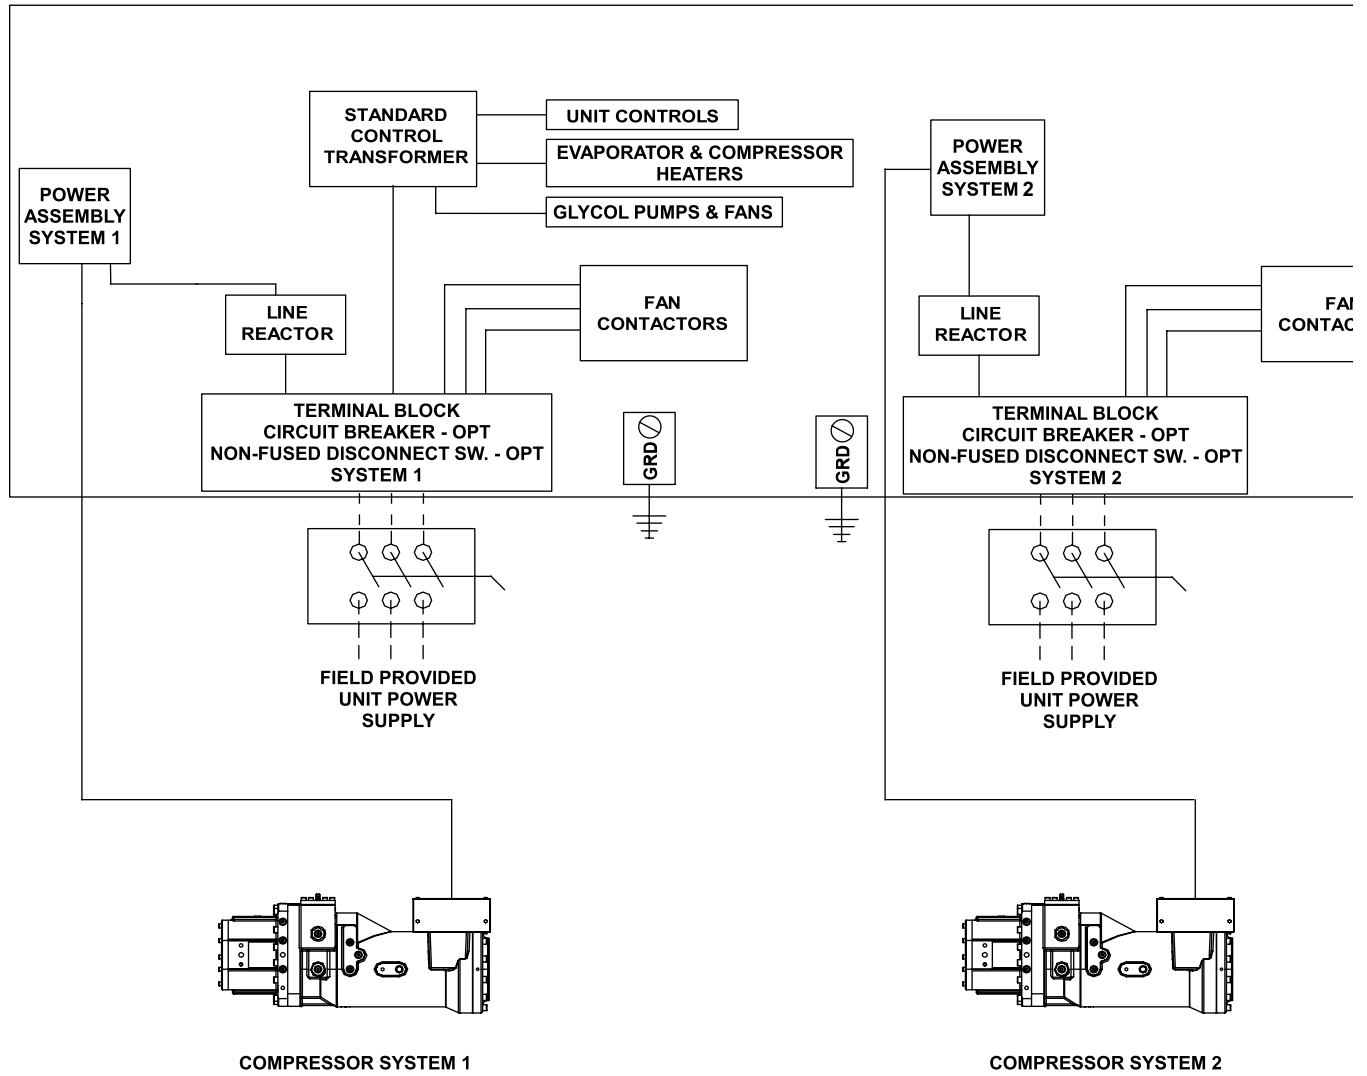 STANDARD
CONTROL
TRANSFORMER
UNIT CONTROLS
EVAPORATOR & COMPRESSOR
HEATERS
GLYCOL PUMPS & FANS
POWER
ASSEMBLY
SYSTEM 1
LINE
REACTOR
FAN
CONTACTORS
TERMINAL BLOCK
CIRCUIT BREAKER - OPT
NON-FUSED DISCONNECT SW. - OPT
SYSTEM 1
GRD
FIELD PROVIDED
UNIT POWER
SUPPLY
COMPRESSOR SYSTEM 1
POWER
ASSEMBLY
SYSTEM 2
LINE
REACTOR
TERMINAL BLOCK
CIRCUIT BREAKER - OPT
NON-FUSED DISCONNECT SW. - OPT
SYSTEM 2
GRD
FIELD PROVIDED
UNIT POWER
SUPPLY
COMPRESSOR SYSTEM 2